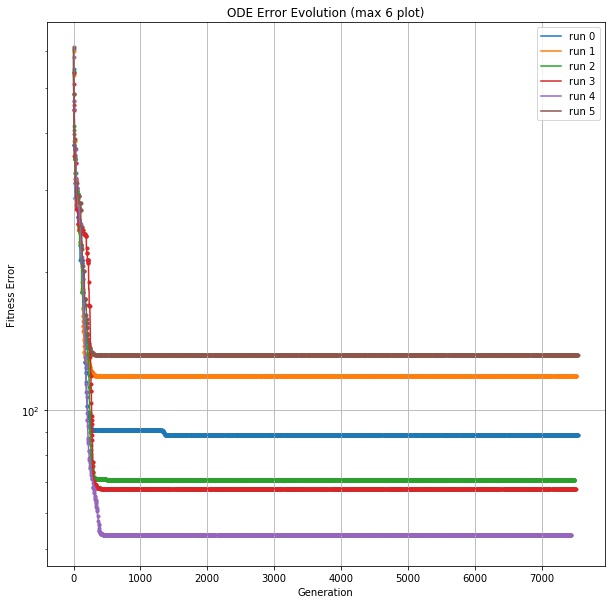 ODE Error Evolution (max 6 plot)
run 0
run 1
run 2
run 3
run 4
run 5
Fitness Error
10²
0 1000 2000 3000 4000 5000 6000 7000
Generation